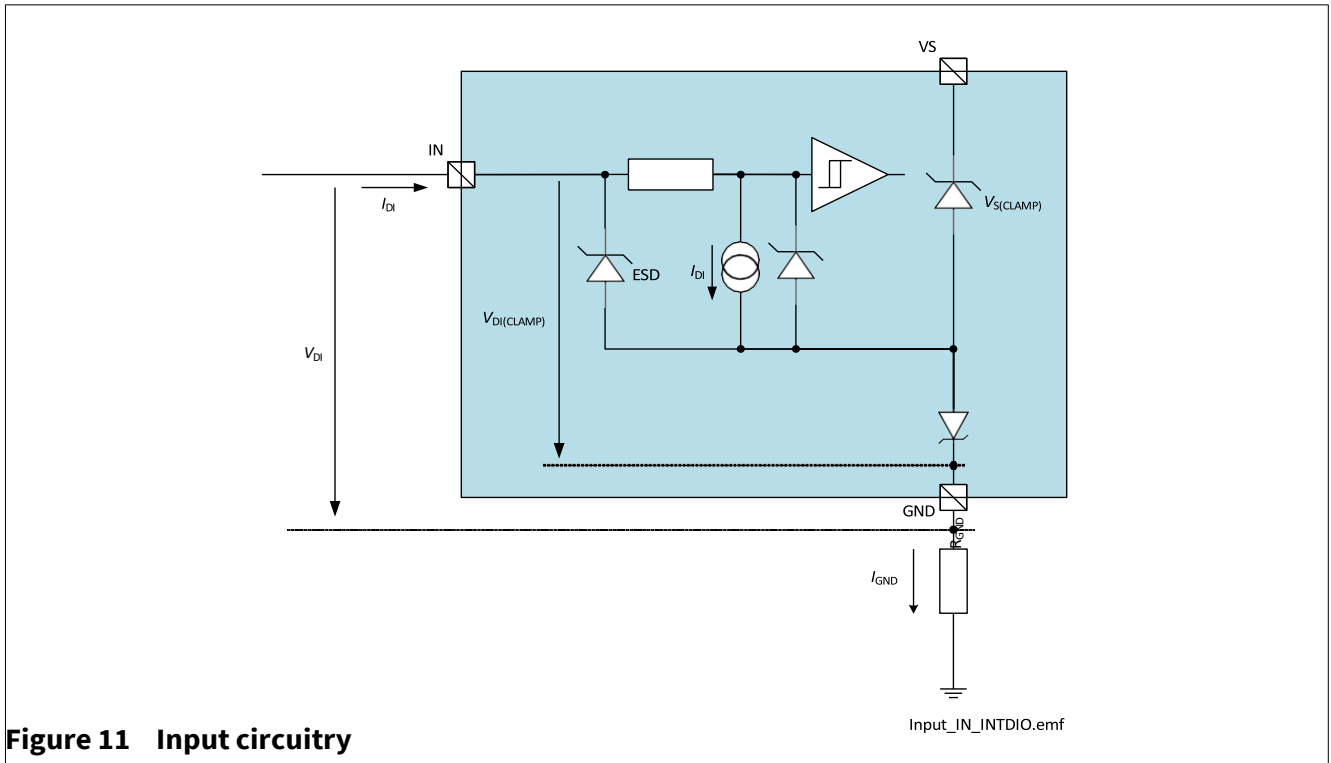 VS
IN
IDI
VS(CLAMP)
ESD
IDI
VDI(CLAMP)
VDI
GND
RGND
IGND
Input_IN_INTDIO.emf
Figure 11 Input circuitry